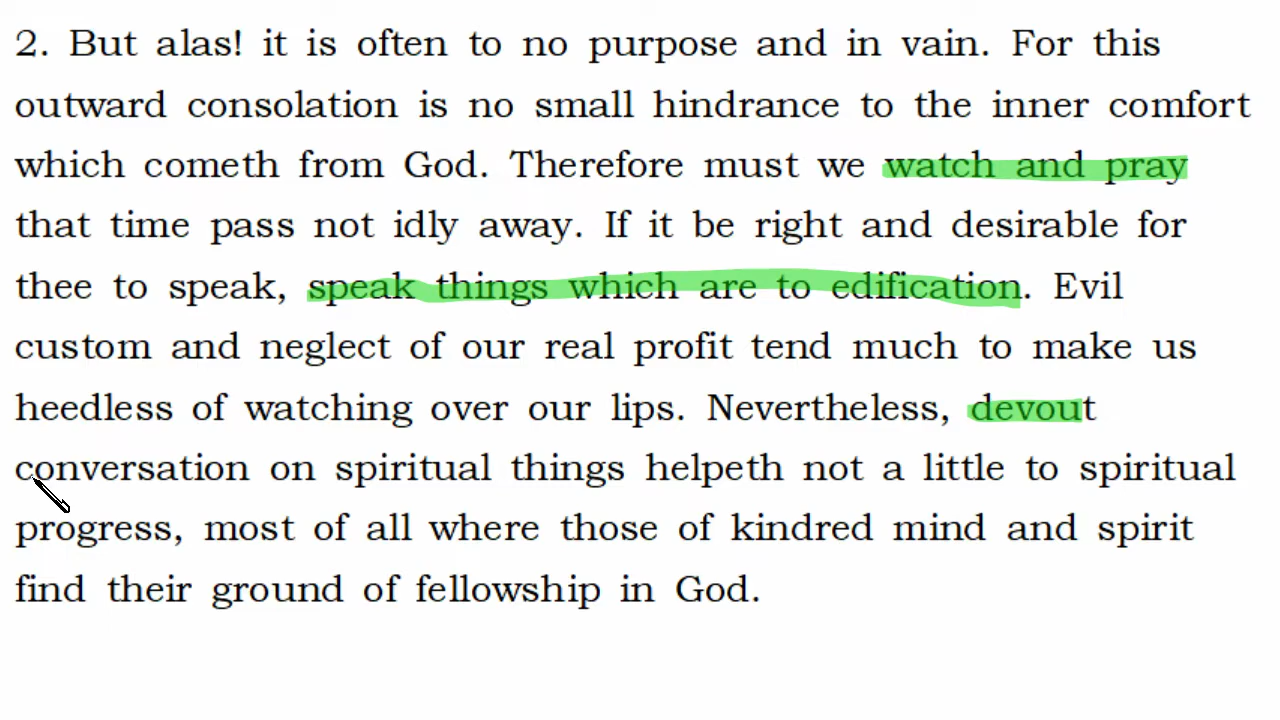 2. But alas! it is often to no purpose and in vain. For this
outward consolation is no small hindrance to the inner comfort
which cometh from God. Therefore must we watch and pray
that time pass not idly away. If it be right and desirable for
thee to speak, speak things which are to edification. Evil
custom and neglect of our real profit tend much to make us
heedless of watching over our lips. Nevertheless, devout
conversation on spiritual things helpeth not a little to spiritual
progress, most of all where those of kindred mind and spirit
find their ground of fellowship in God.